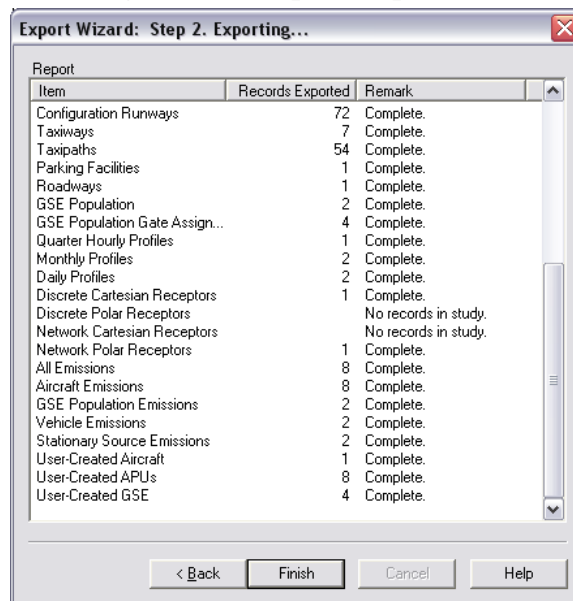 Export Wizard: Step 2. Exporting...
Report
Item Records Exported Remark
Configuration Runways 72 Complete.
Taxiways 7 Complete.
Taxipaths 54 Complete.
Parking Facilities 1 Complete.
Roadways 1 Complete.
GSE Population 2 Complete.
GSE Population Gate Assign... 4 Complete.
Quarter Hourly Profiles 1 Complete.
Monthly Profiles 2 Complete.
Daily Profiles 2 Complete.
Discrete Cartesian Receptors 1 Complete.
Discrete Polar Receptors No records in study.
Network Cartesian Receptors No records in study.
Network Polar Receptors 1 Complete.
All Emissions 8 Complete.
Aircraft Emissions 8 Complete.
GSE Population Emissions 2 Complete.
Vehicle Emissions 2 Complete.
Stationary Source Emissions 2 Complete.
User-Created Aircraft 1 Complete.
User-Created APUs 8 Complete.
User-Created GSE 4 Complete.
< Back Finish Cancel Help